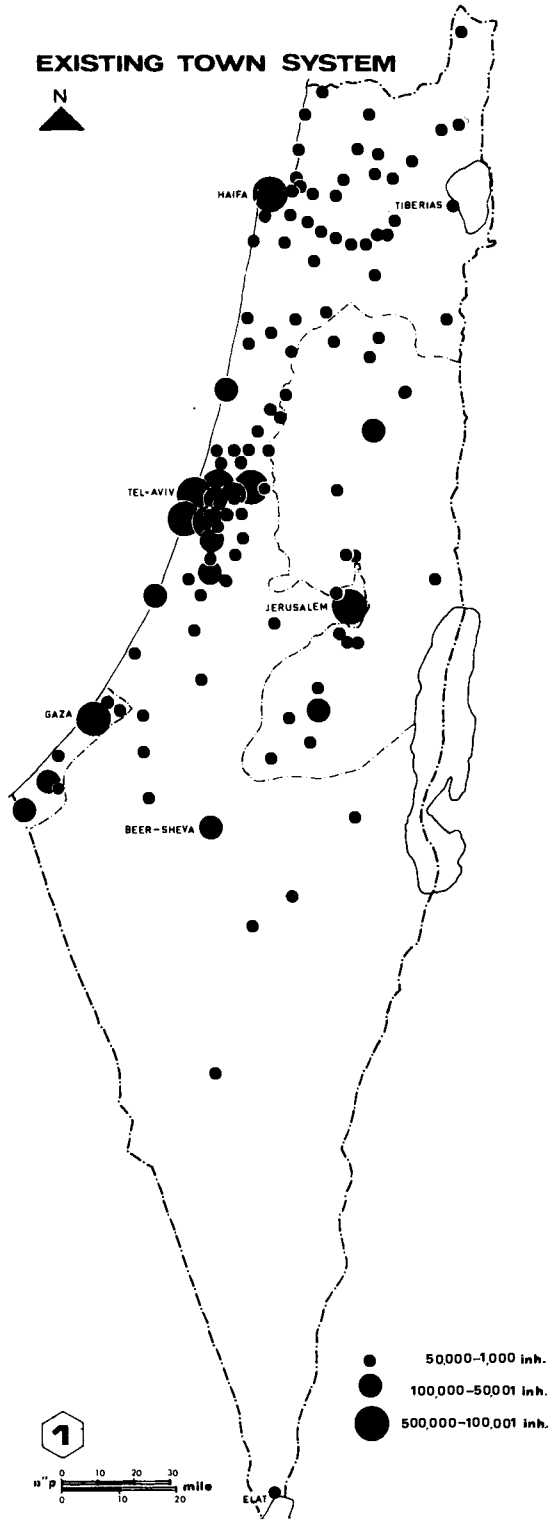 EXISTING TOWN SYSTEM
N
HAIFA
TIBERIAS
TEL-AVIV
JERUSALEM
GAZA
BEER-SHEVA
50,000-1,000 inh.
100,000-50,001 inh.
500,000-100,001 inh.
1
0 10 20 30
mile
0 10 20
ELAT